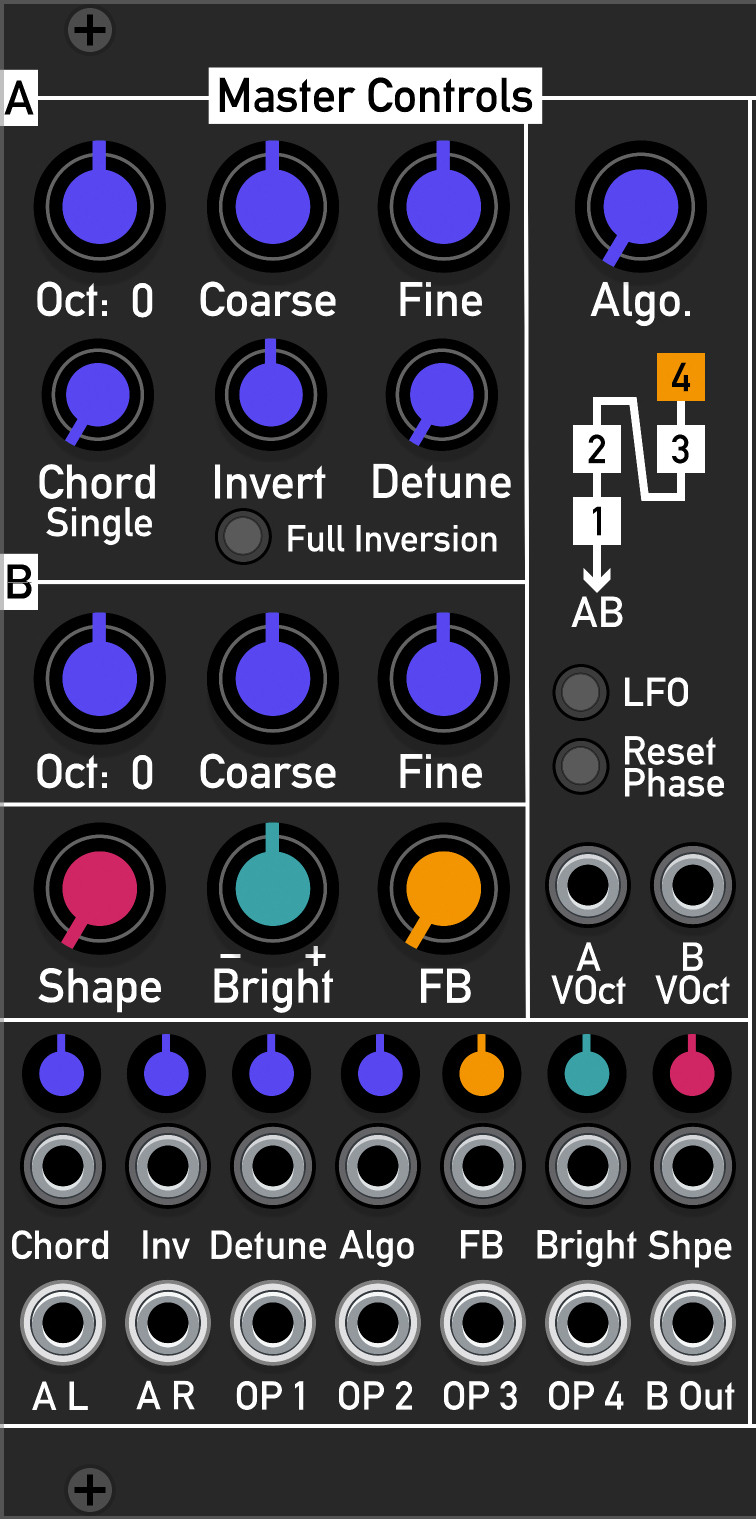 A
Master Controls
Oct: 0
Coarse
Fine
Algo.
Chord
Single
Invert
Detune
Full Inversion
4
2
3
1
AB
B
Oct: 0
Coarse
Fine
LFO
Reset
Phase
Shape
− +
Bright
FB
A
VOct
B
VOct
Chord
Inv
Detune
Algo
FB
Bright
Shpe
A L
A R
OP 1
OP 2
OP 3
OP 4
B Out